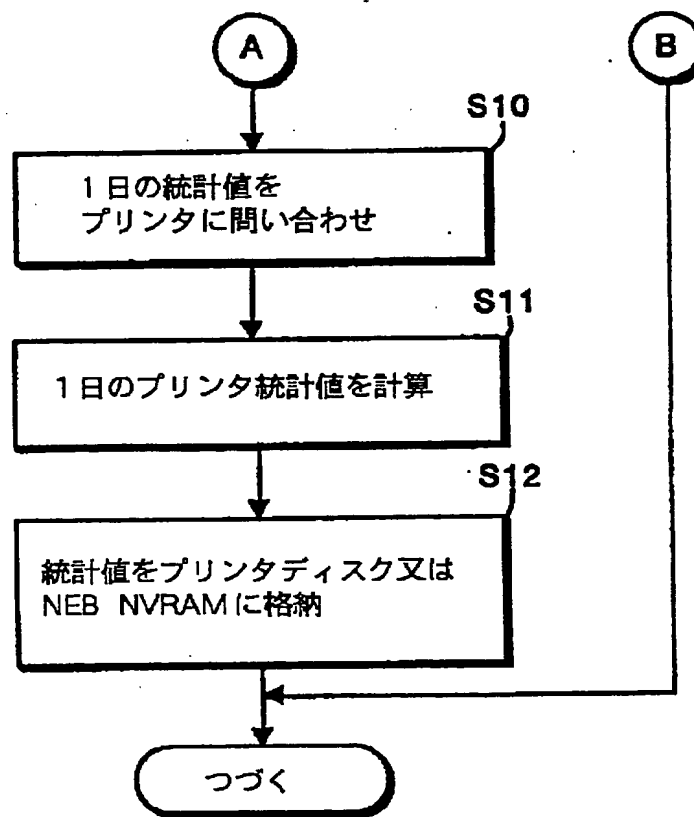 A
B
S10
1日の統計値を
プリンタに問い合わせ
S11
1日のプリンタ統計値を計算
S12
統計値をプリンタディスク又は
NEB NVRAMに格納
つづく